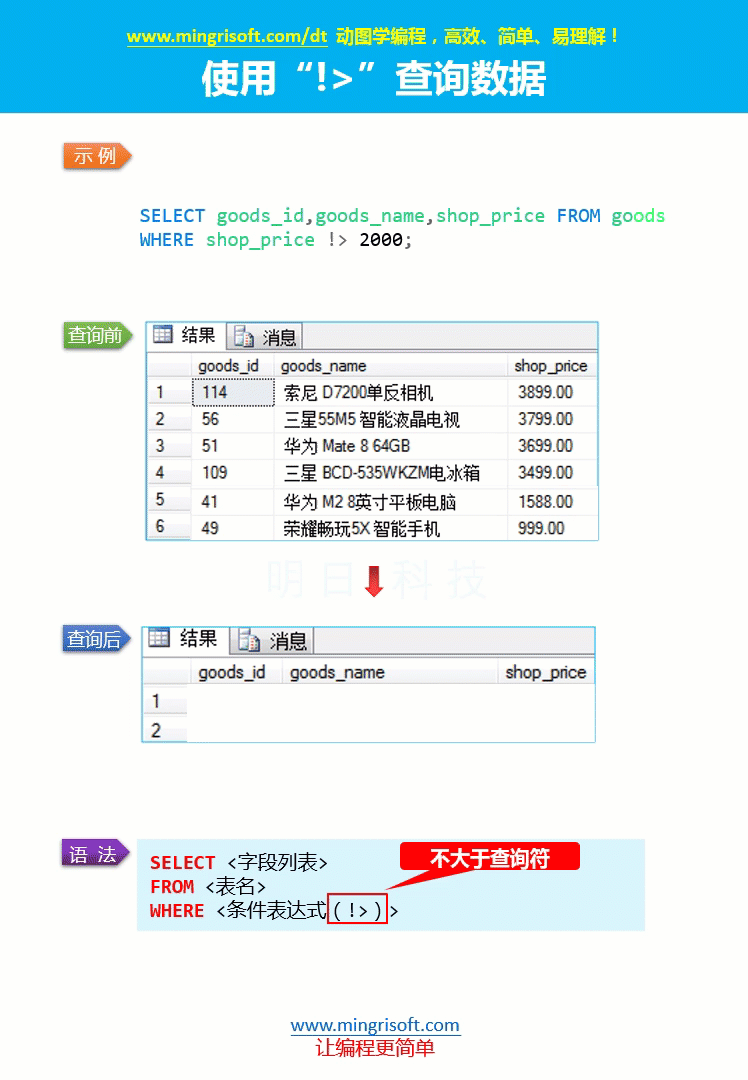 www.mingrisoft.com/dt 动图学编程，高效、简单、易理解！
使用“!>”查询数据
示 例
SELECT goods_id,goods_name,shop_price FROM goods
WHERE shop_price !> 2000;
查询前
结果 消息
goods_id goods_name shop_price
1 114 索尼 D7200单反相机 3899.00
2 56 三星55M5 智能液晶电视 3799.00
3 51 华为 Mate 8 64GB 3699.00
4 109 三星 BCD-535WKZM电冰箱 3499.00
5 41 华为 M2 8英寸平板电脑 1588.00
6 49 荣耀畅玩5X 智能手机 999.00
明日科技
查询后
结果 消息
goods_id goods_name shop_price
1
2
语 法
不大于查询符
SELECT <字段列表>
FROM <表名>
WHERE <条件表达式(!>)>
www.mingrisoft.com
让编程更简单